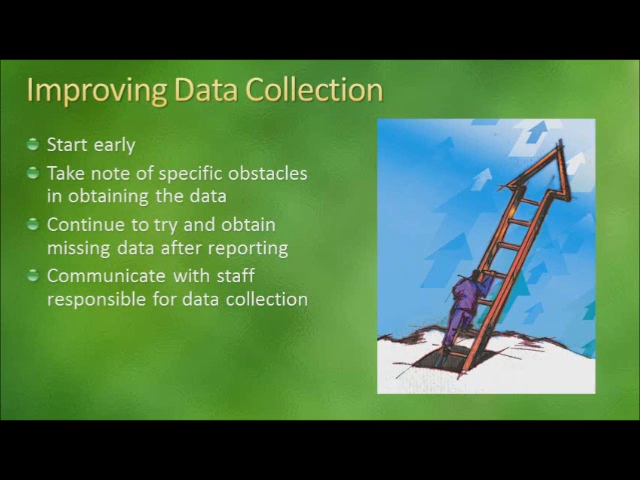 Improving Data Collection
Start early
Take note of specific obstacles
in obtaining the data
Continue to try and obtain
missing data after reporting
Communicate with staff
responsible for data collection